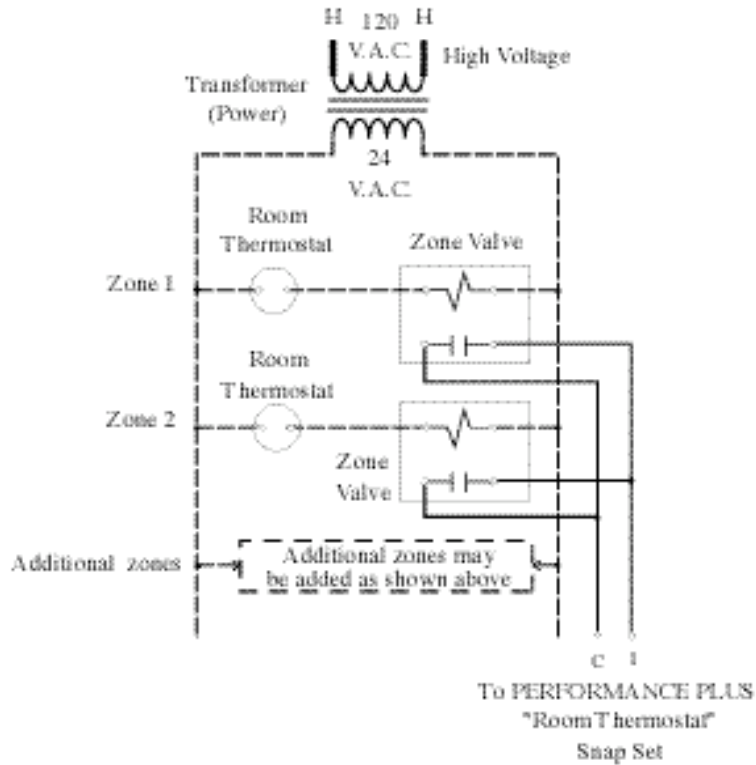 H 120 H
V.A.C.
High Voltage
Transformer
(Power)
24
V.A.C.
Room
Thermostat
Zone Valve
Zone 1
Room
Thermostat
Zone 2
Zone
Valve
Additional zones
Additional zones may
be added as shown above
C 1
To PERFORMANCE PLUS
"Room Thermostat"
Snap Set